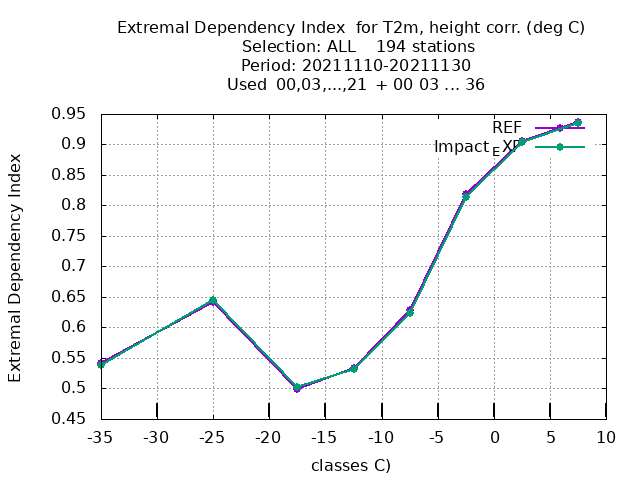 Extremal Dependency Index for T2m, height corr. (deg C)
Selection: ALL 194 stations
Period: 20211110-20211130
Used 00,03,...,21 + 00 03 ... 36
Extremal Dependency Index
0.95
0.9
0.85
0.8
0.75
0.7
0.65
0.6
0.55
0.5
0.45
REF
Impact_EXP
-35 -30 -25 -20 -15 -10 -5 0 5 10
classes C)